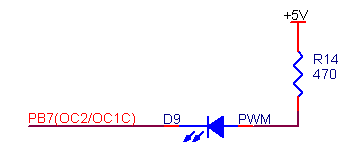 +5V
R14
470
PB7(OC2/OC1C)
D9
PWM